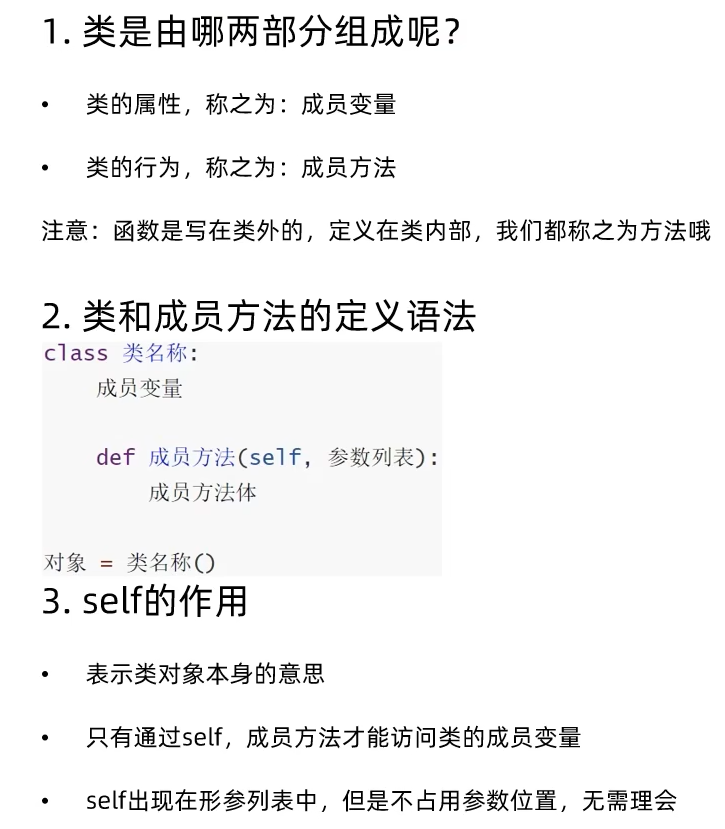 1. 类是由哪两部分组成呢?
• 类的属性，称之为：成员变量
• 类的行为，称之为：成员方法
注意：函数是写在类外的，定义在类内部，我们都称之为方法哦
2. 类和成员方法的定义语法
class 类名称:
    成员变量
    def 成员方法(self, 参数列表):
        成员方法体
对象 = 类名称()
3. self的作用
• 表示类对象本身的意思
• 只有通过self，成员方法才能访问类的成员变量
• self出现在形参列表中，但是不占用参数位置，无需理会